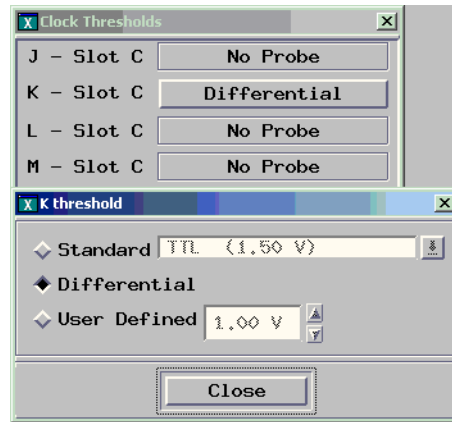 Clock Thresholds
J - Slot C No Probe
K - Slot C Differential
L - Slot C No Probe
M - Slot C No Probe
K threshold
Standard TTL (1.50 V)
Differential
User Defined 1.00 V
Close